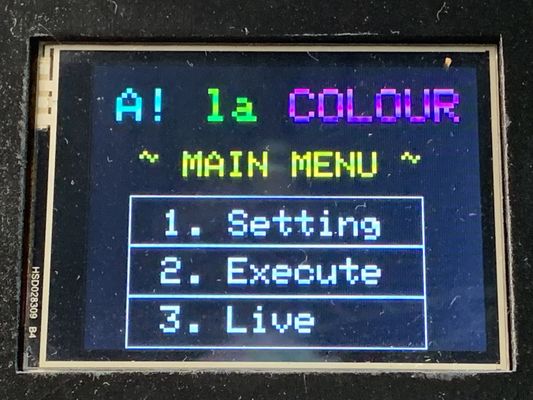 A! la COLOUR
~ MAIN MENU ~
1. Setting
2. Execute
3. Live
HSD028309 B4